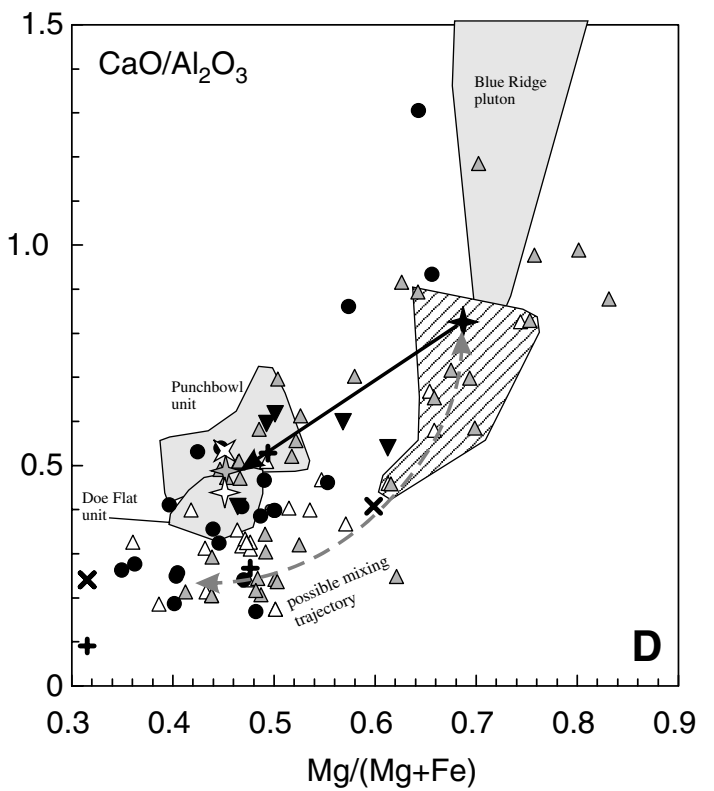 1.5
CaO/Al2O3
Blue Ridge
pluton
1.0
Punchbowl
unit
0.5
Doe Flat
unit
possible mixing
trajectory
D
0
0.3 0.4 0.5 0.6 0.7 0.8 0.9
Mg/(Mg+Fe)